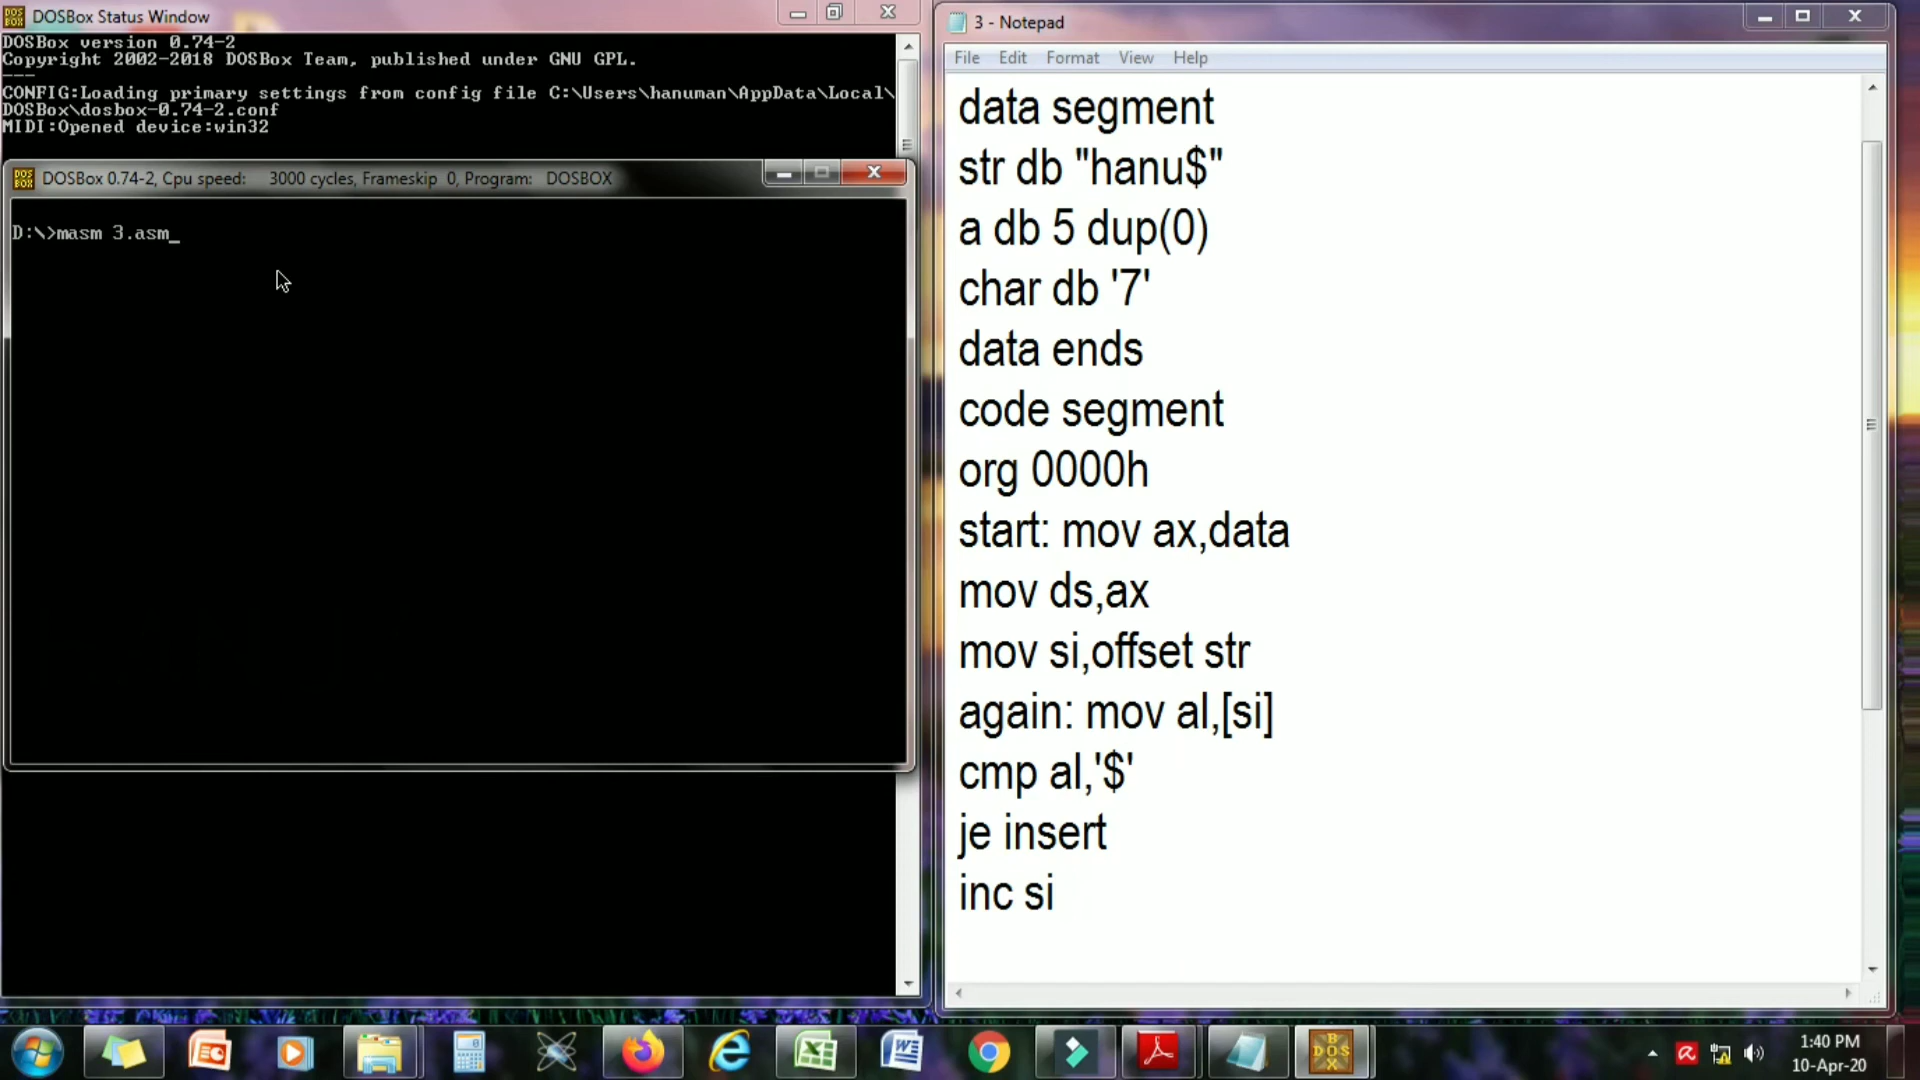 DOSBox Status Window
DOSBox version 0.74-2
Copyright 2002-2018 DOSBox Team, published under GNU GPL.
---
CONFIG:Loading primary settings from config file C:\Users\hanuman\AppData\Local\
DOSBox\dosbox-0.74-2.conf
MIDI:Opened device:win32
DOSBox 0.74-2, Cpu speed: 3000 cycles, Frameskip 0, Program: DOSBOX
D:\>masm 3.asm_
3 - Notepad
File Edit Format View Help
data segment
str db "hanu$"
a db 5 dup(0)
char db '7'
data ends
code segment
org 0000h
start: mov ax,data
mov ds,ax
mov si,offset str
again: mov al,[si]
cmp al,'$'
je insert
inc si
1:40 PM
10-Apr-20